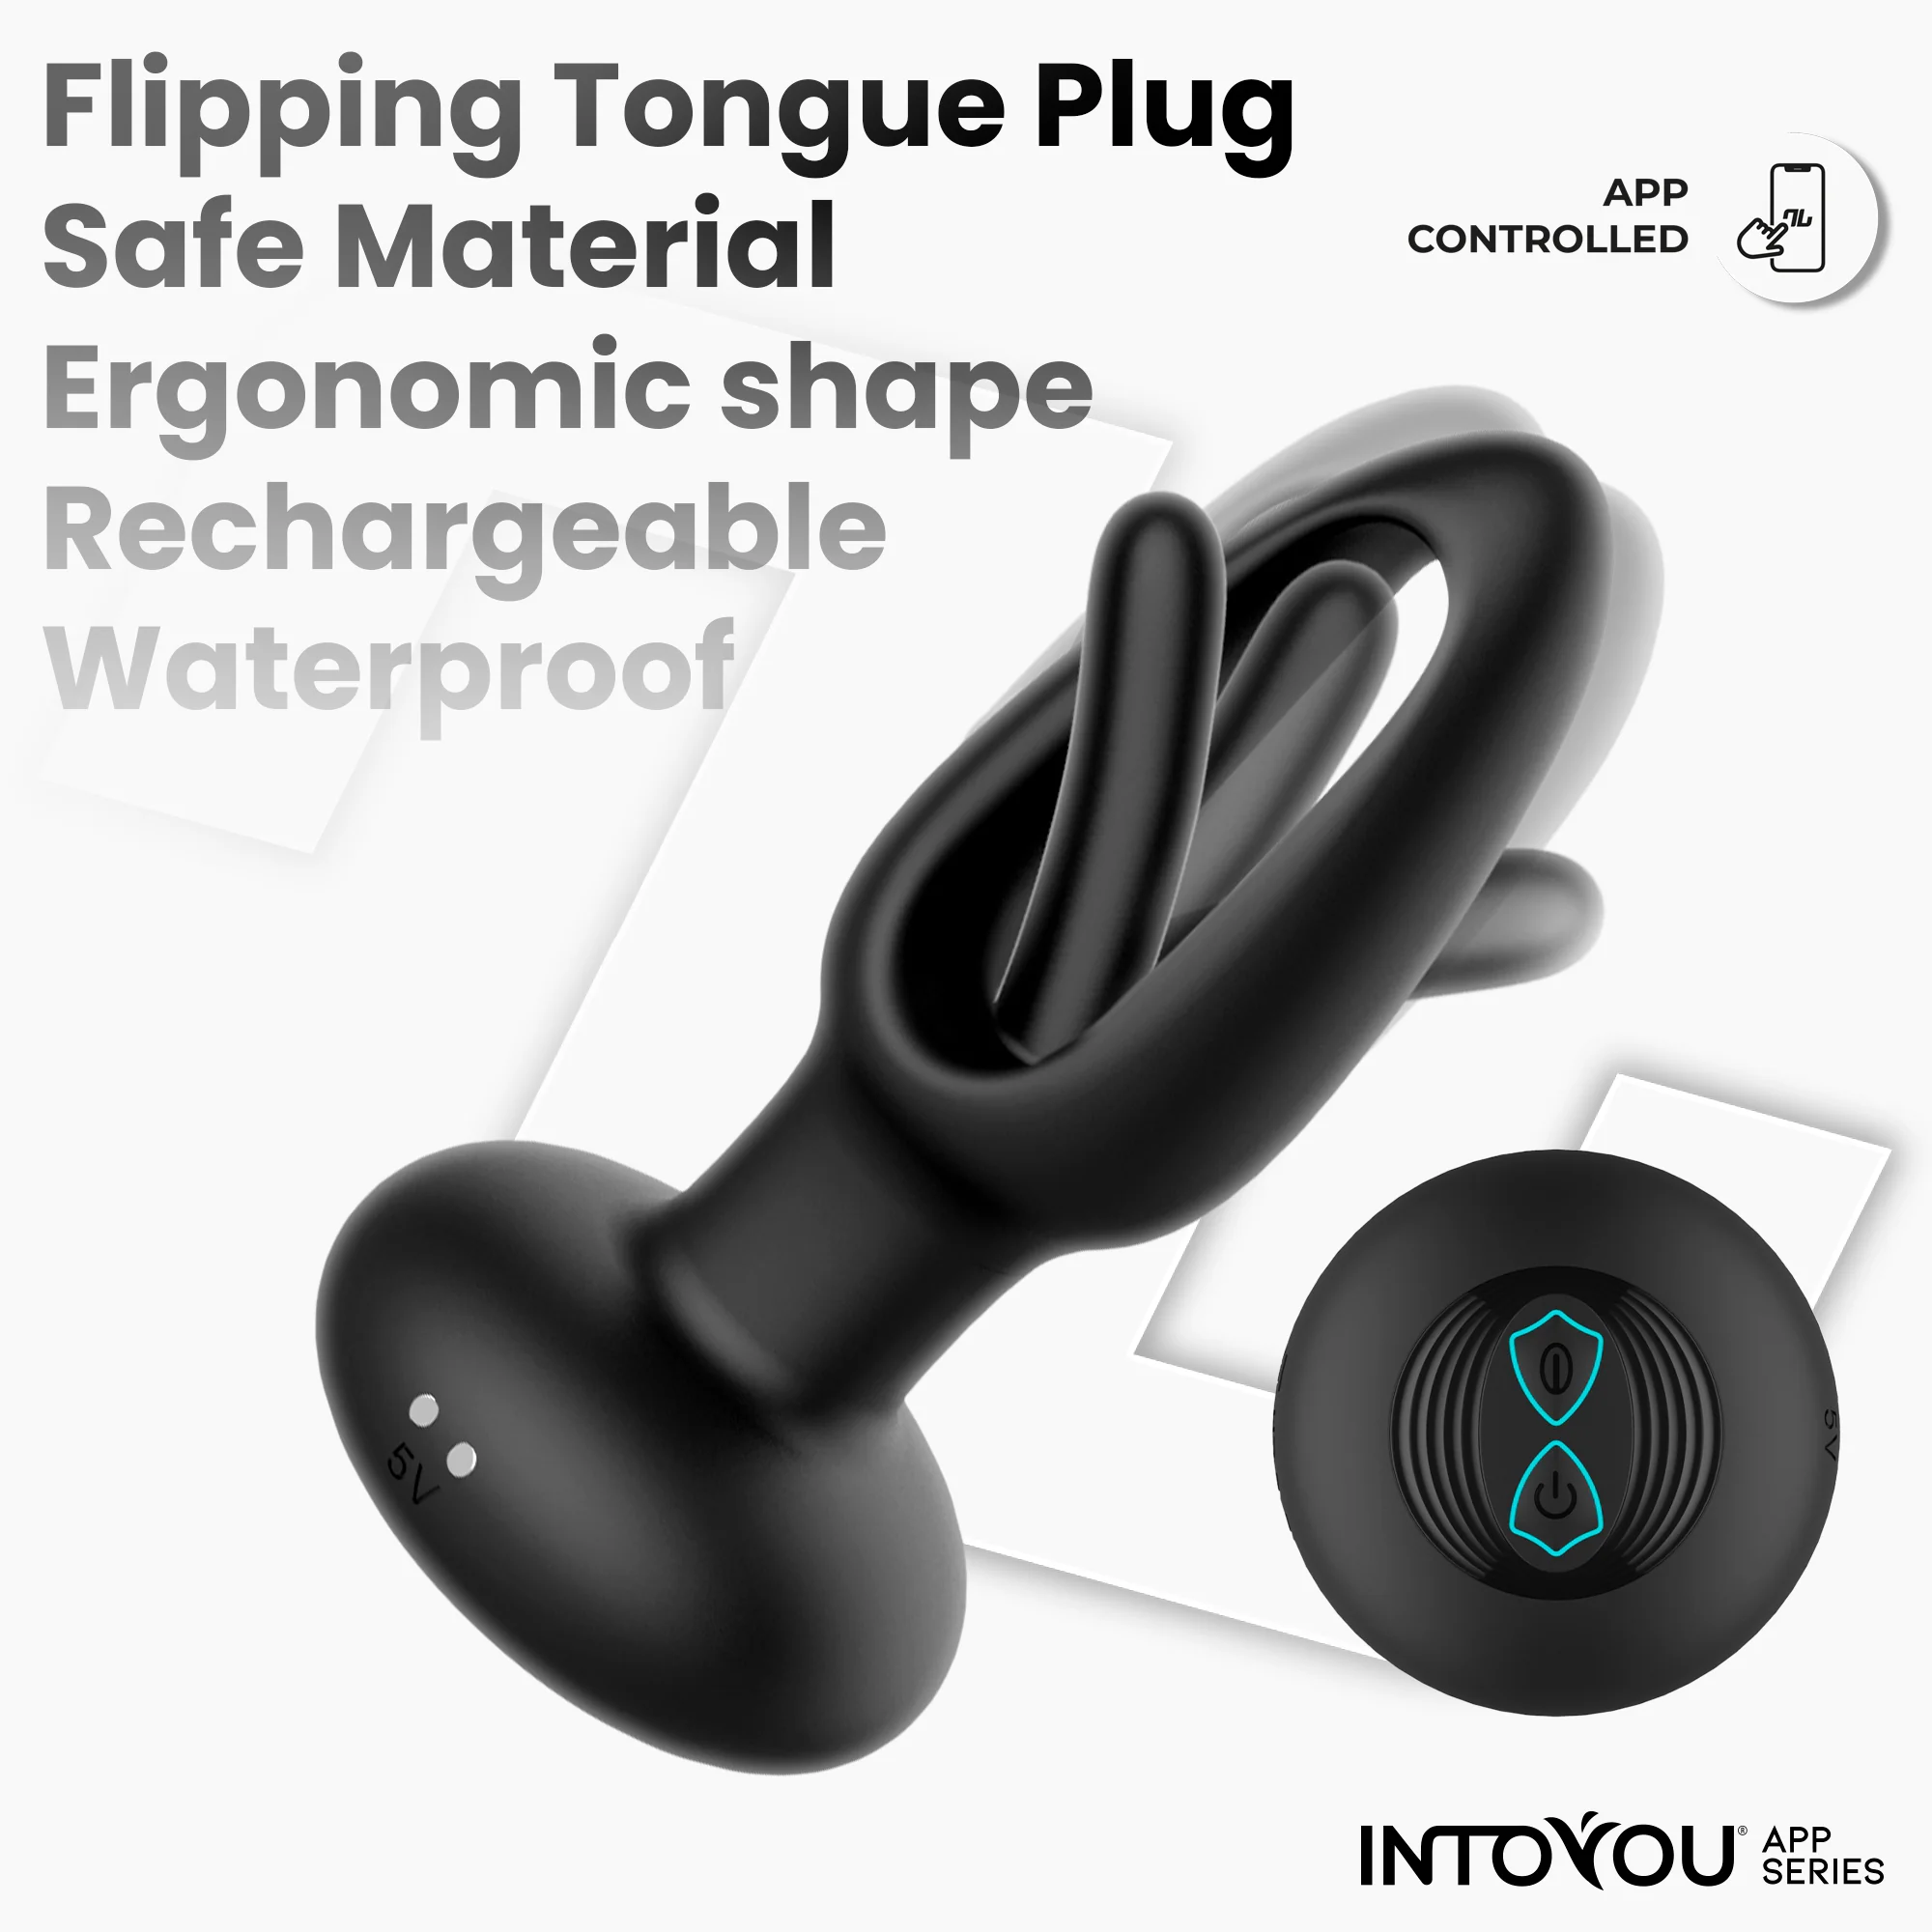 Flipping Tongue Plug
Safe Material
Ergonomic shape
Rechargeable
Waterproof
APP
CONTROLLED
5V
5V
INTOYOU® APP
SERIES